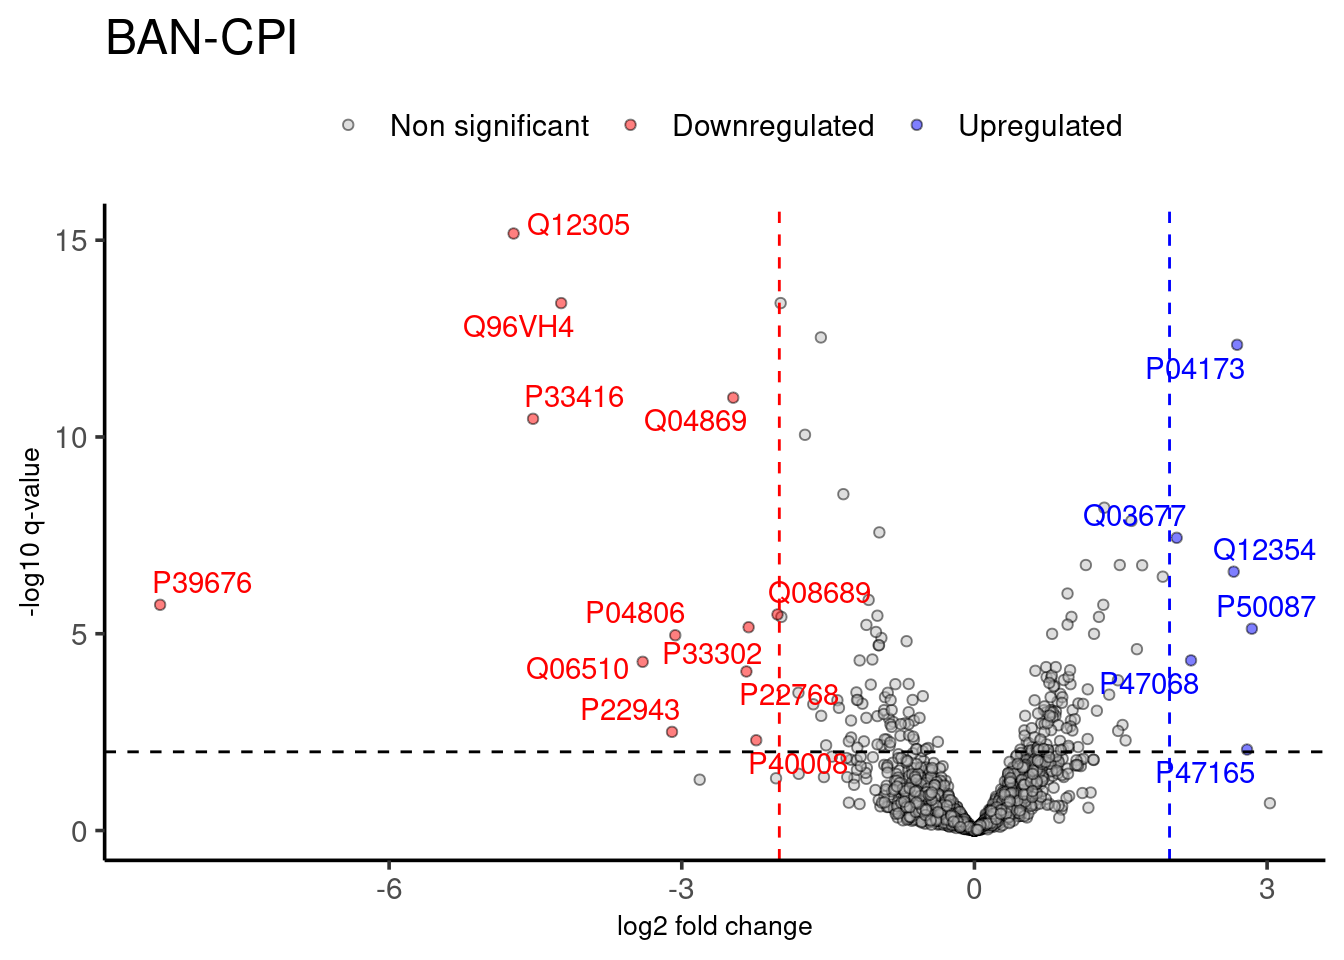 BAN-CPI
Non significant
Downregulated
Upregulated
15
10
5
0
-log10 q-value
Q12305
Q96VH4
P33416
Q04869
P04173
Q03677
Q12354
P39676
Q08689
P50087
P04806
P33302
Q06510
P47068
P22768
P22943
P40008
P47165
-6
-3
0
3
log2 fold change